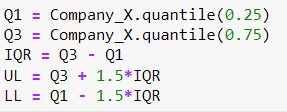 Q1 = Company_X.quantile(0.25)
Q3 = Company_X.quantile(0.75)
IQR = Q3 - Q1
UL = Q3 + 1.5*IQR
LL = Q1 - 1.5*IQR